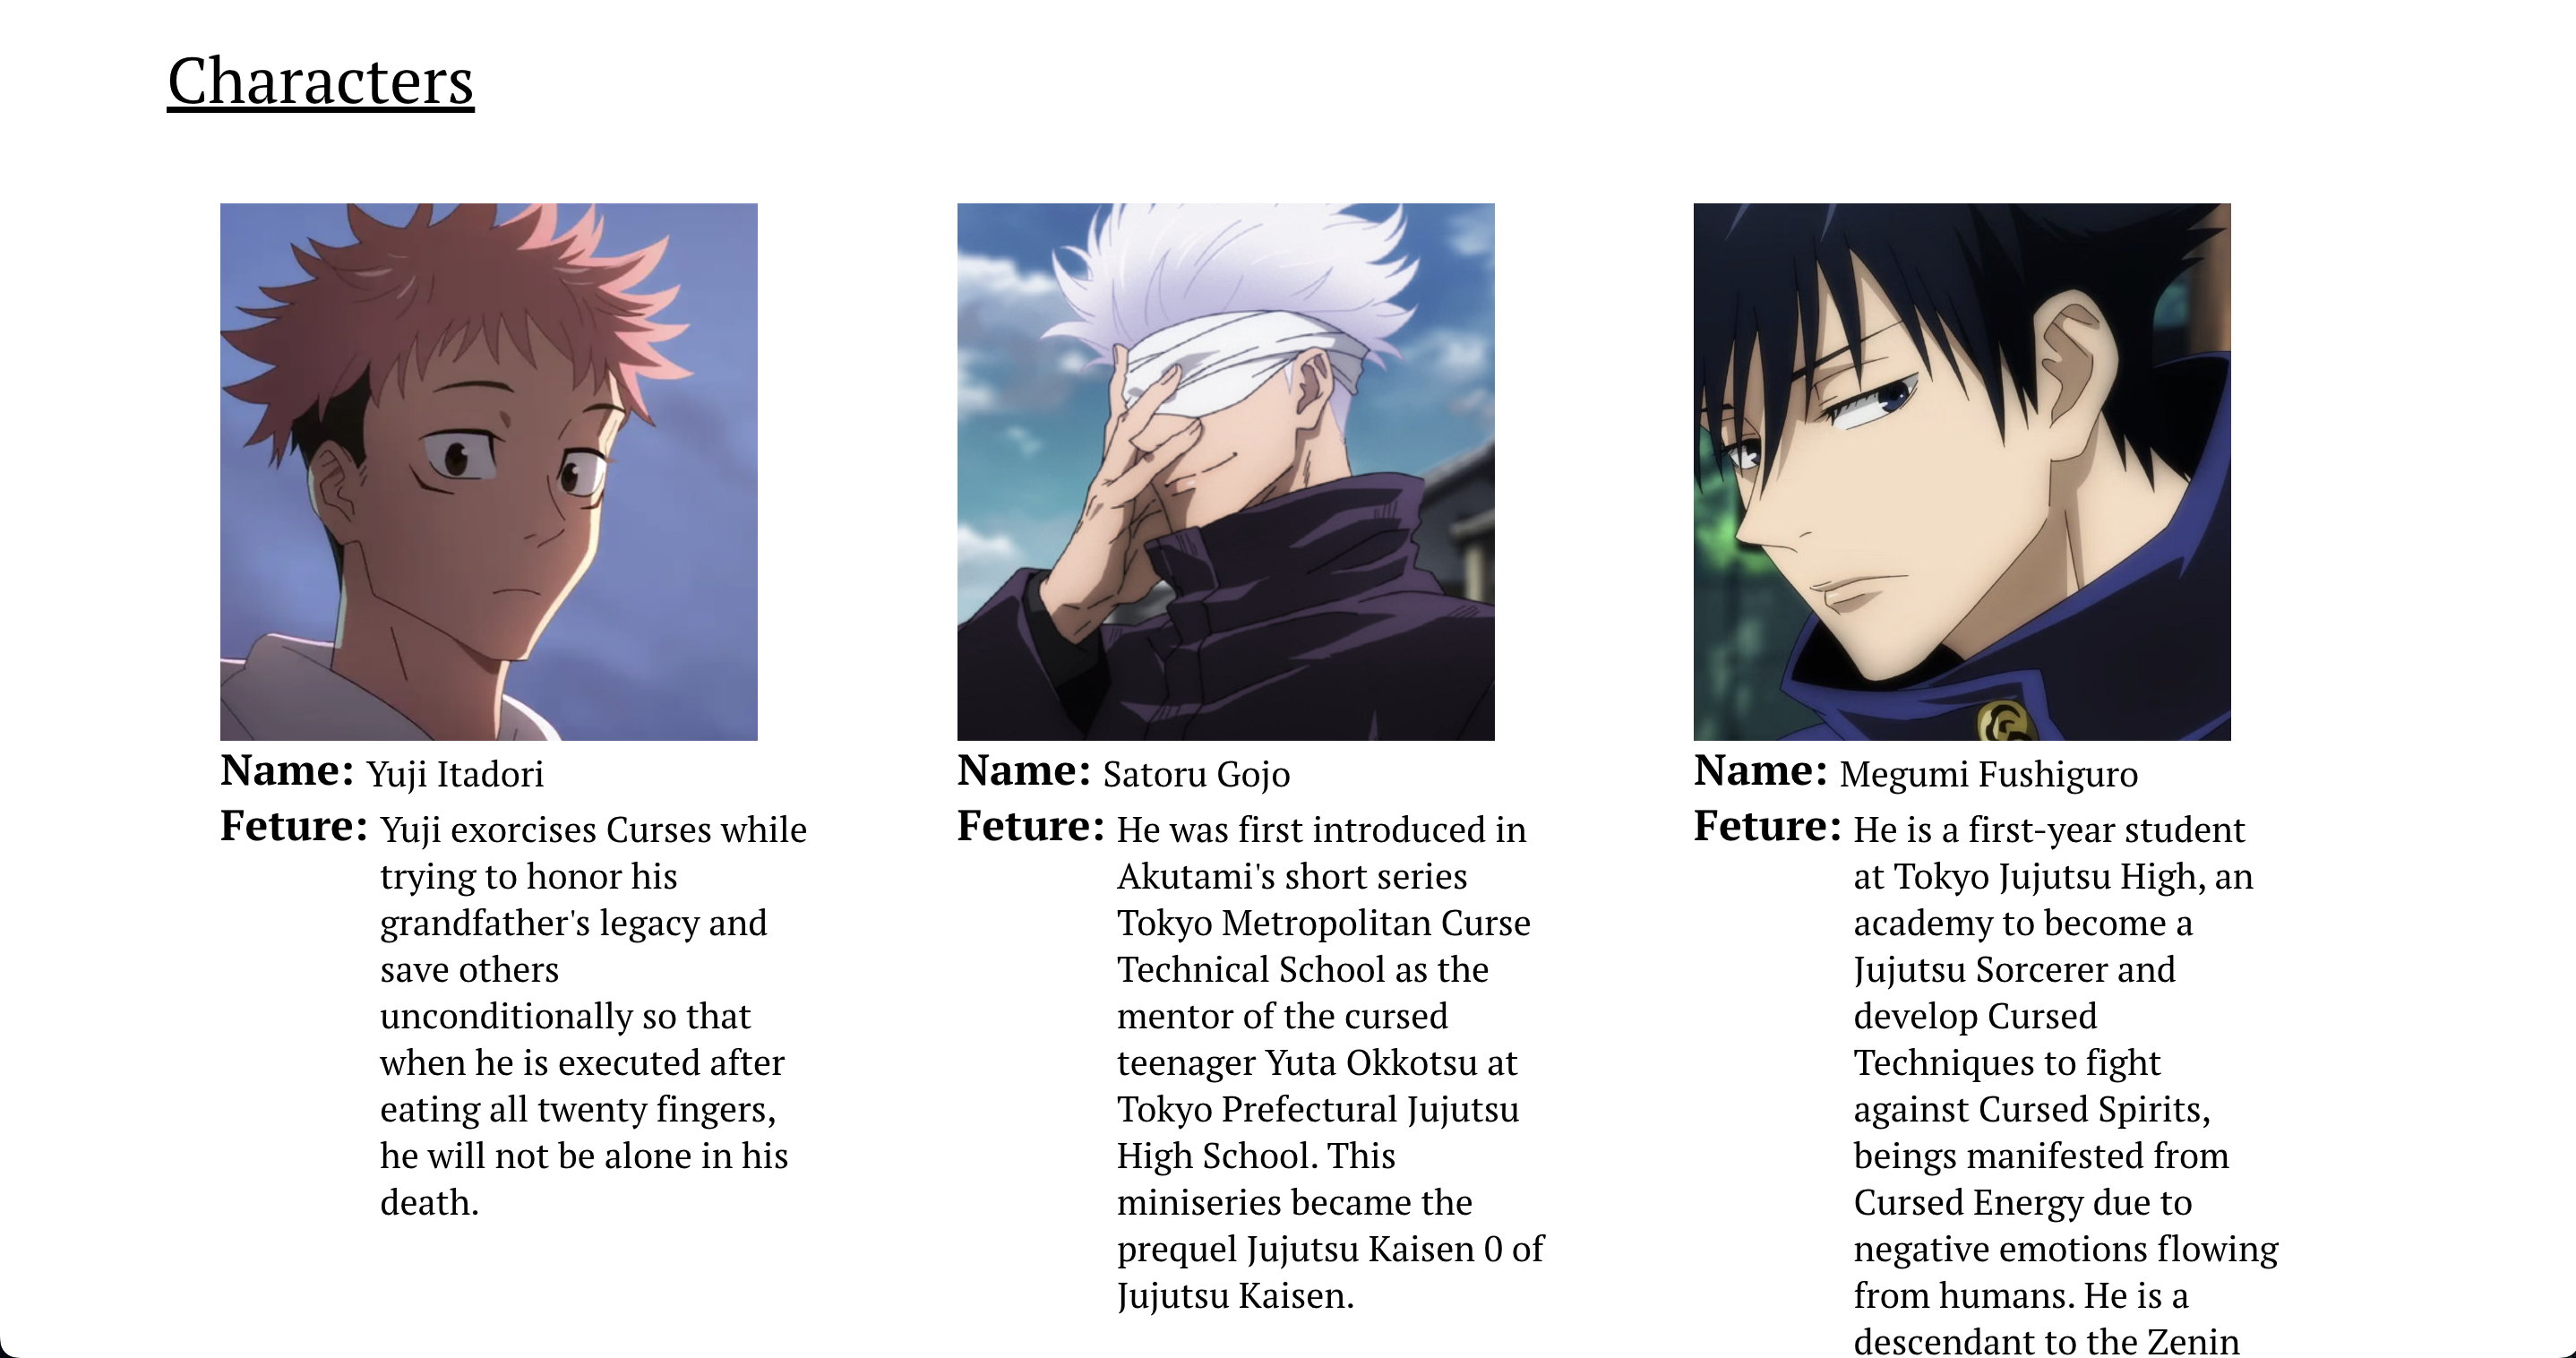 Characters
Name: Yuji Itadori
Feture: Yuji exorcises Curses while
trying to honor his
grandfather's legacy and
save others
unconditionally so that
when he is executed after
eating all twenty fingers,
he will not be alone in his
death.
Name: Satoru Gojo
Feture: He was first introduced in
Akutami's short series
Tokyo Metropolitan Curse
Technical School as the
mentor of the cursed
teenager Yuta Okkotsu at
Tokyo Prefectural Jujutsu
High School. This
miniseries became the
prequel Jujutsu Kaisen 0 of
Jujutsu Kaisen.
Name: Megumi Fushiguro
Feture: He is a first-year student
at Tokyo Jujutsu High, an
academy to become a
Jujutsu Sorcerer and
develop Cursed
Techniques to fight
against Cursed Spirits,
beings manifested from
Cursed Energy due to
negative emotions flowing
from humans. He is a
descendant to the Zenin